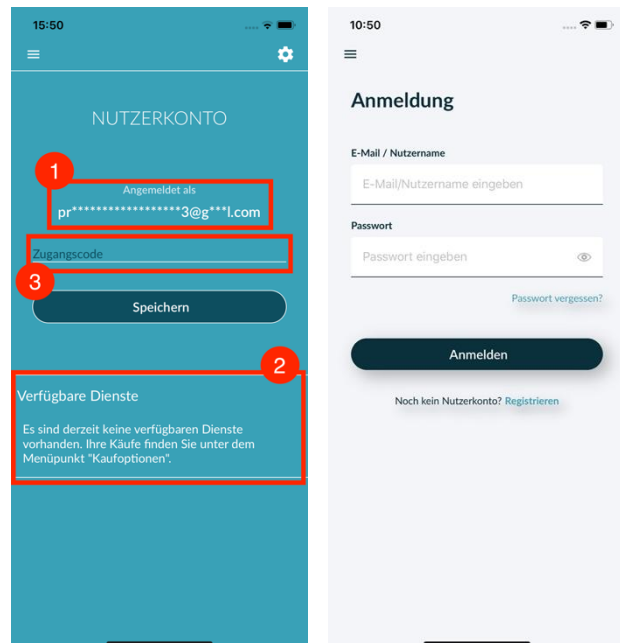 15:50
NUTZERKONTO
1
Angemeldet als
pr******************3@g***l.com
Zugangscode
3
Speichern
2
Verfügbare Dienste
Es sind derzeit keine verfügbaren Dienste
vorhanden. Ihre Käufe finden Sie unter dem
Menüpunkt "Kaufoptionen".
10:50
Anmeldung
E-Mail / Nutzername
E-Mail/Nutzername eingeben
Passwort
Passwort eingeben
Passwort vergessen?
Anmelden
Noch kein Nutzerkonto? Registrieren